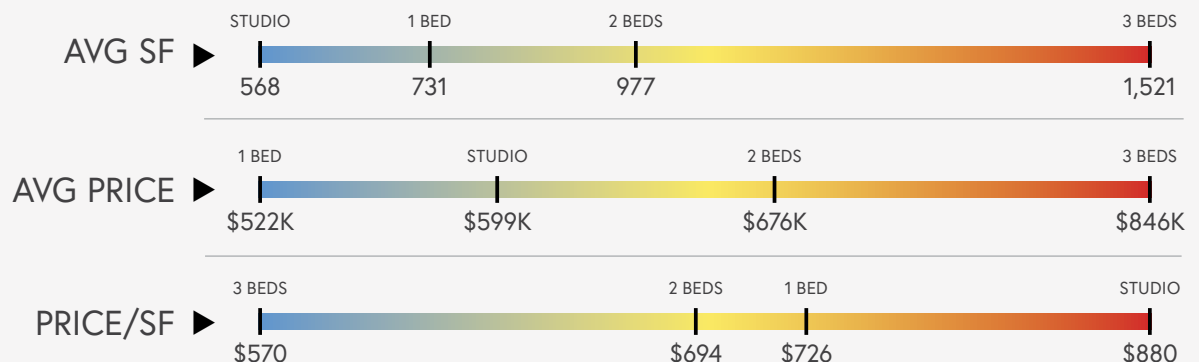 STUDIO 1 BED 2 BEDS 3 BEDS
AVG SF
568 731 977 1,521
1 BED STUDIO 2 BEDS 3 BEDS
AVG PRICE
$522K $599K $676K $846K
3 BEDS 2 BEDS 1 BED STUDIO
PRICE/SF
$570 $694 $726 $880